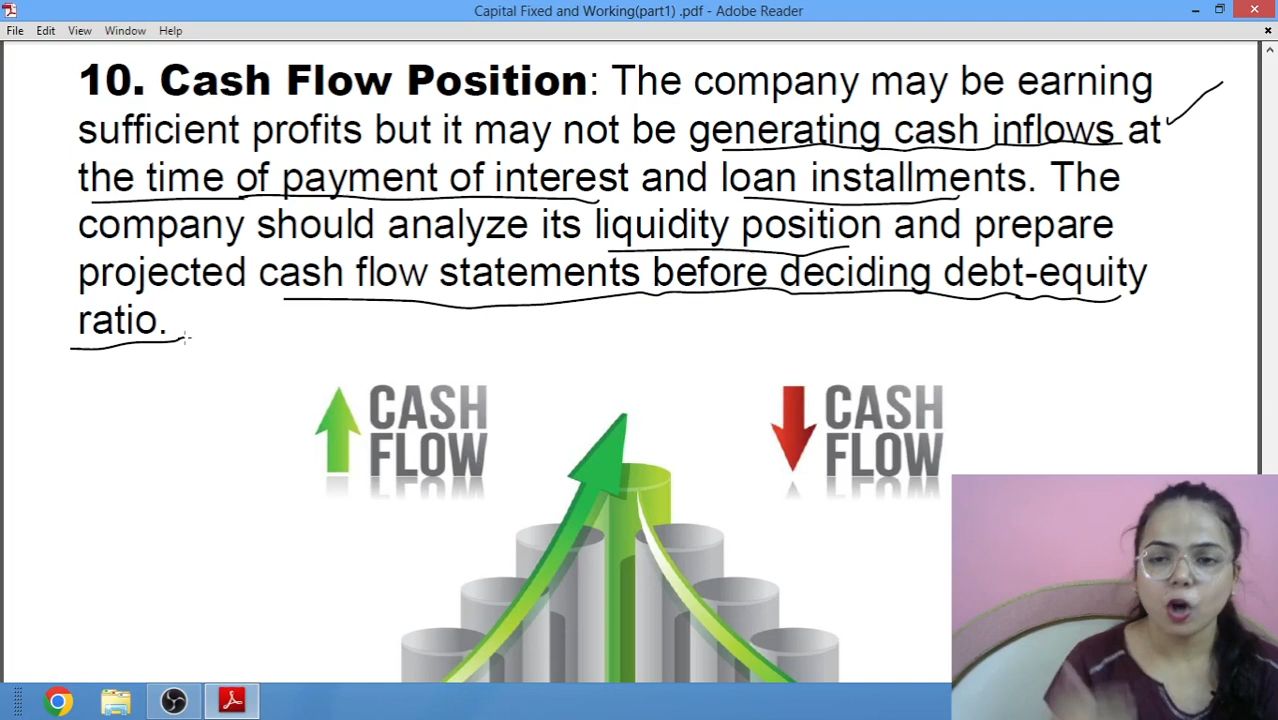 Capital Fixed and Working(part1) .pdf - Adobe Reader
File Edit View Window Help
10. Cash Flow Position: The company may be earning
sufficient profits but it may not be generating cash inflows at
the time of payment of interest and loan installments. The
company should analyze its liquidity position and prepare
projected cash flow statements before deciding debt-equity
ratio.
CASH
FLOW
CASH
FLOW